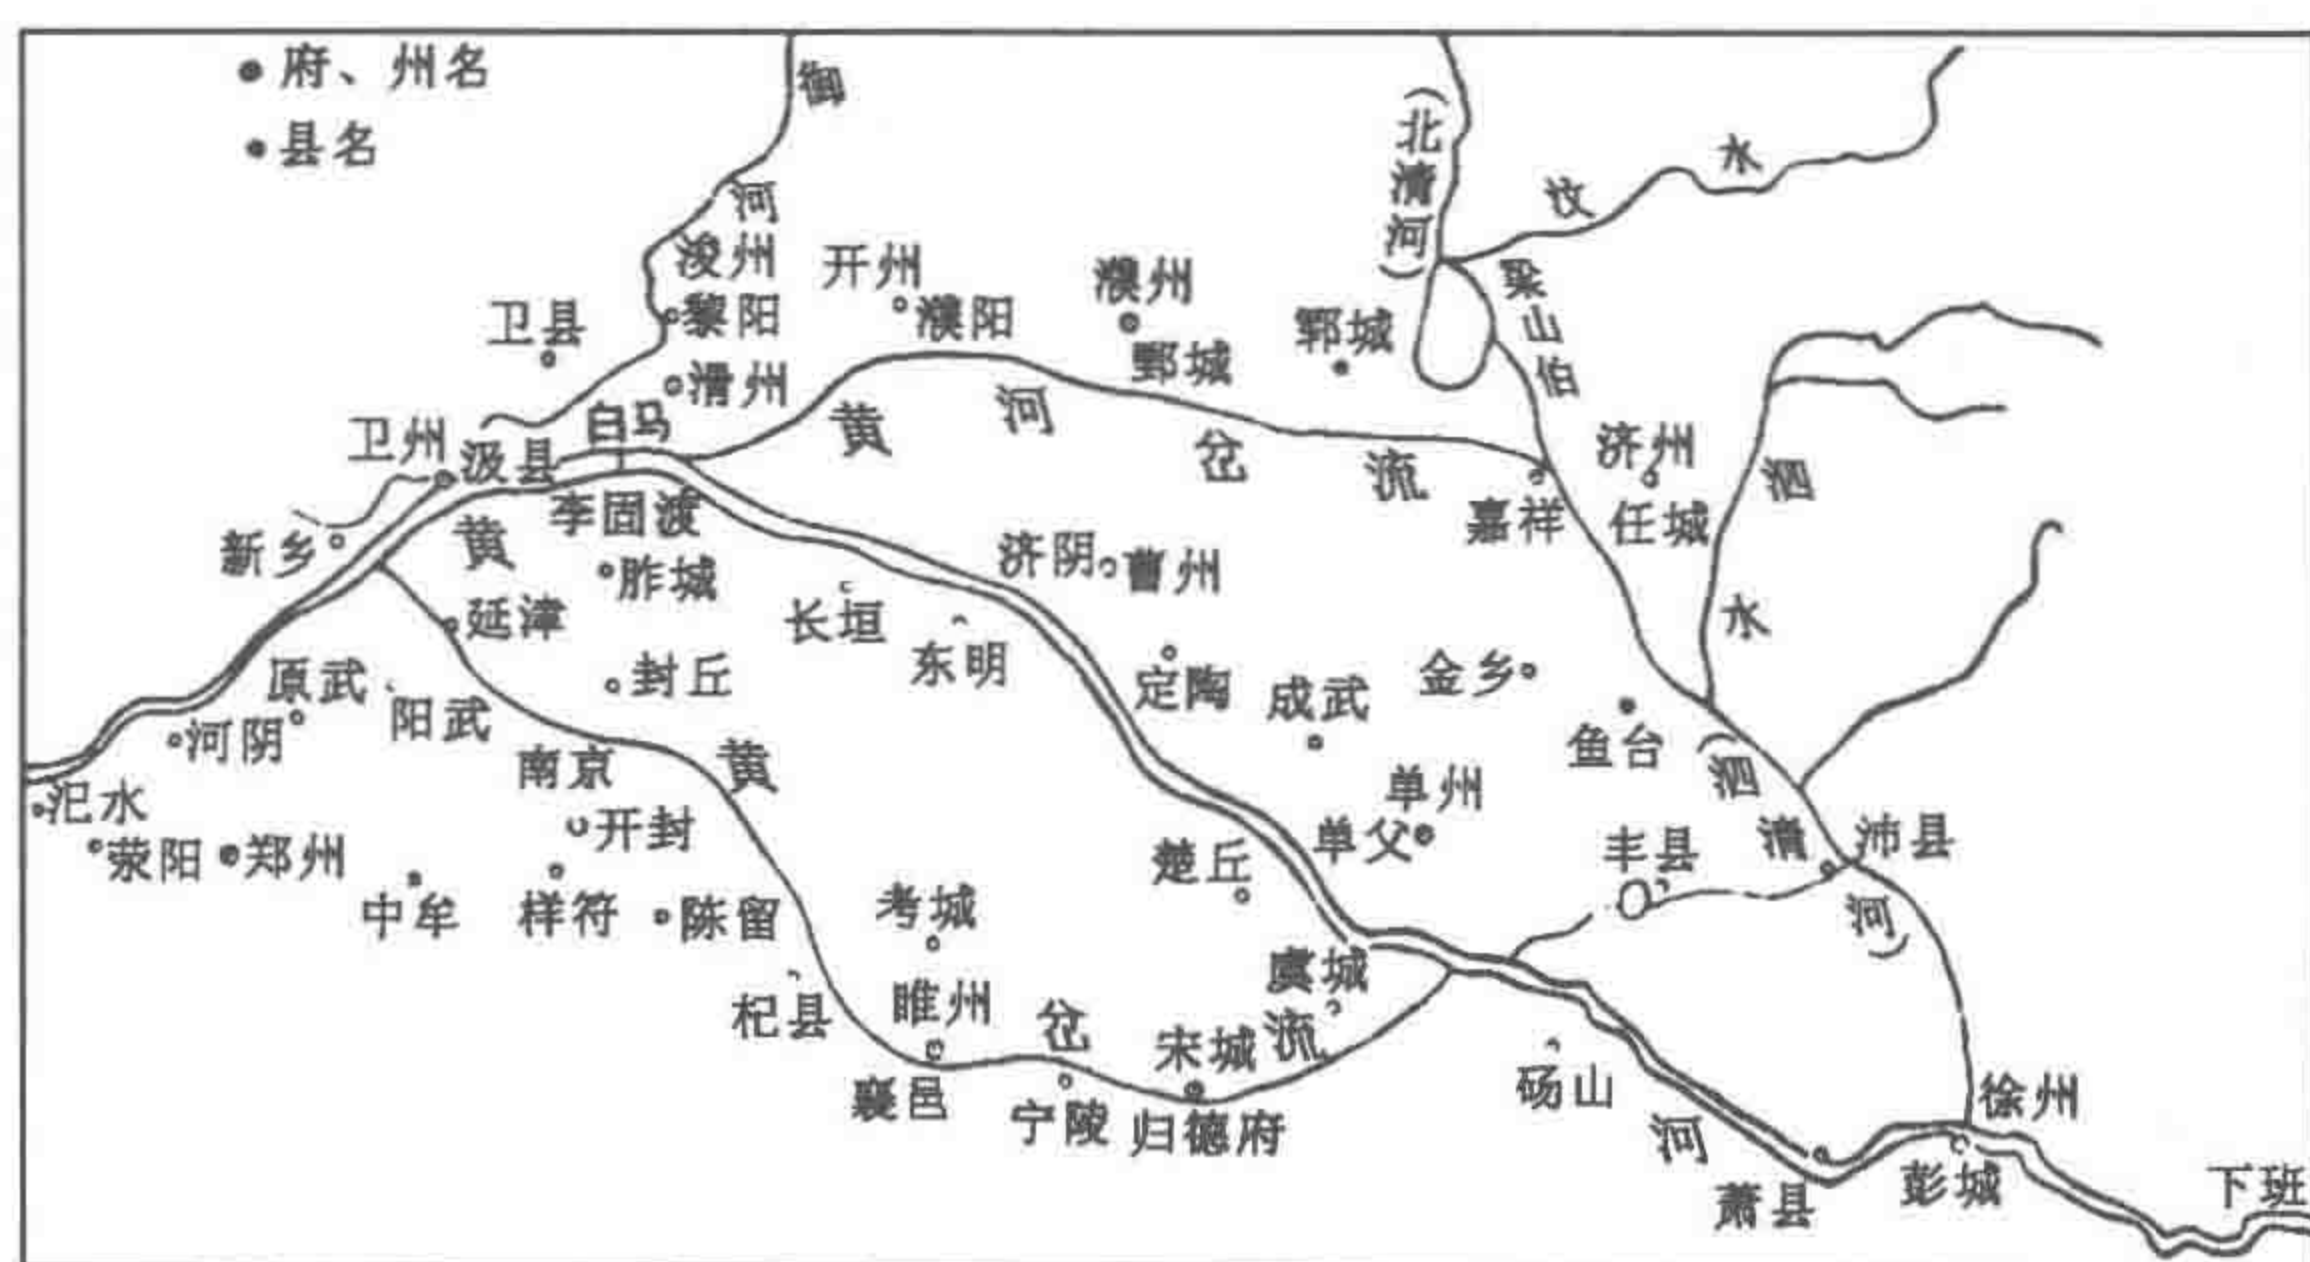 府、州名
县名
御
河
浚州
黎阳
开州
濮阳
濮州
鄄城
郓城
(北清河)
汶水
梁山伯
卫县
滑州
白马
卫州
汲县
李固渡
新乡
黄河岔流
嘉祥
济州
任城
泗水
黄
胙城
延津
长垣
东明
济阴
曹州
原武
阳武
封丘
定陶
成武
金乡
鱼台
河阴
南京
黄
汜水
荥阳
郑州
开封
中牟
样符
陈留
考城
楚丘
单州
单父
丰县
(泗清河)
沛县
杞县
睢州
襄邑
岔
宁陵
宋城
流
归德府
虞城
砀山
河
萧县
徐州
彭城
下班